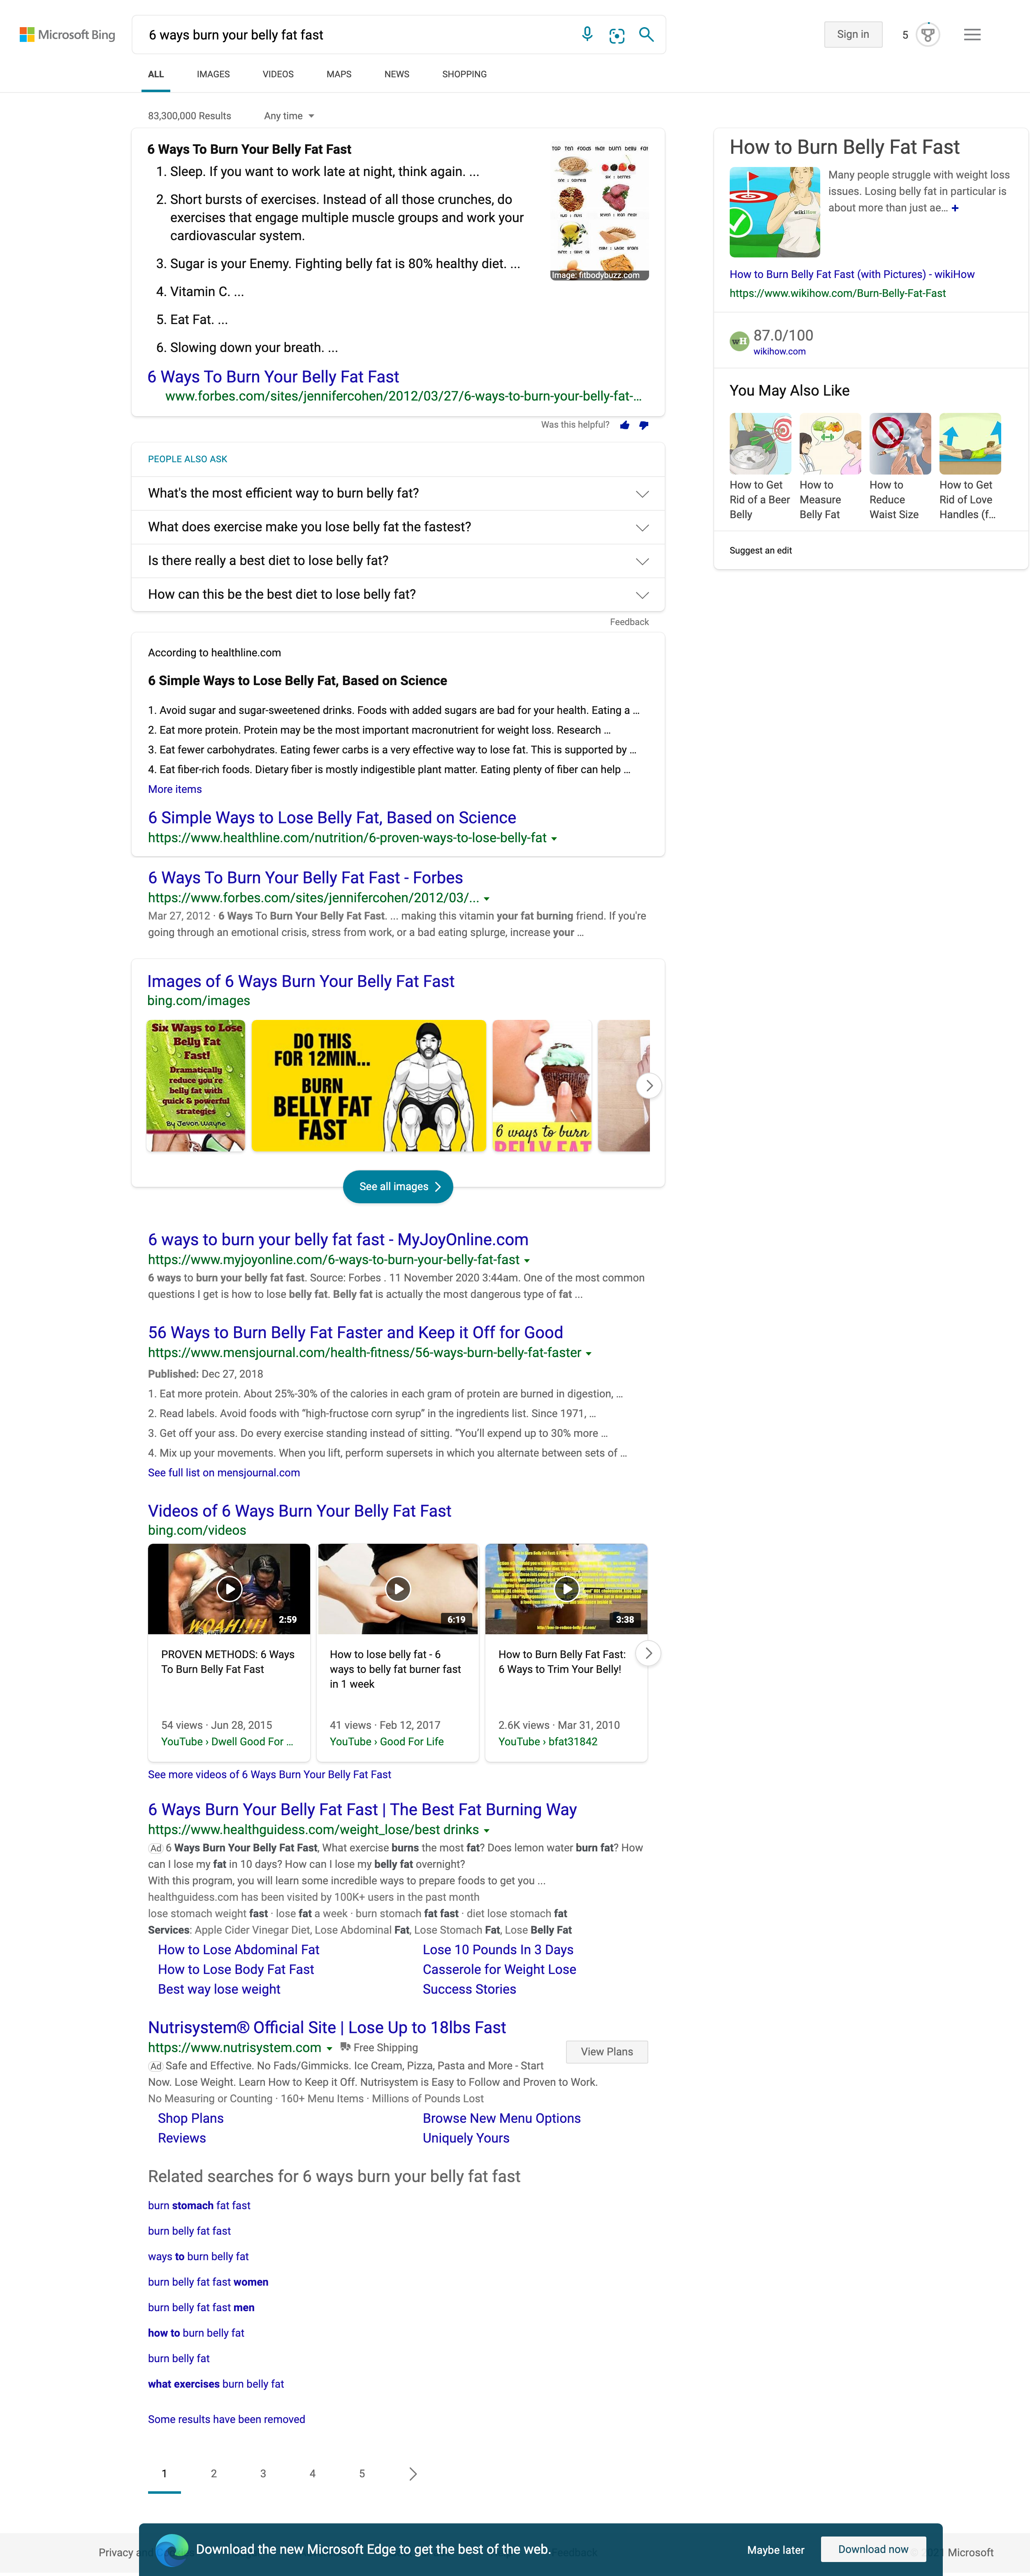 Microsoft Bing
6 ways burn your belly fat fast
Sign in
5
ALL
IMAGES
VIDEOS
MAPS
NEWS
SHOPPING
83,300,000 Results
Any time
6 Ways To Burn Your Belly Fat Fast
1. Sleep. If you want to work late at night, think again. ...
2. Short bursts of exercises. Instead of all those crunches, do
exercises that engage multiple muscle groups and work your
cardiovascular system.
3. Sugar is your Enemy. Fighting belly fat is 80% healthy diet. ...
4. Vitamin C. ...
5. Eat Fat. ...
6. Slowing down your breath. ...
TOP TEN FOODS THAT BURN BELLY FAT
Image: fitbodybuzz.com
6 Ways To Burn Your Belly Fat Fast
www.forbes.com/sites/jennifercohen/2012/03/27/6-ways-to-burn-your-belly-fat-...
Was this helpful?
PEOPLE ALSO ASK
What's the most efficient way to burn belly fat?
What does exercise make you lose belly fat the fastest?
Is there really a best diet to lose belly fat?
How can this be the best diet to lose belly fat?
Feedback
According to healthline.com
6 Simple Ways to Lose Belly Fat, Based on Science
1. Avoid sugar and sugar-sweetened drinks. Foods with added sugars are bad for your health. Eating a ...
2. Eat more protein. Protein may be the most important macronutrient for weight loss. Research ...
3. Eat fewer carbohydrates. Eating fewer carbs is a very effective way to lose fat. This is supported by ...
4. Eat fiber-rich foods. Dietary fiber is mostly indigestible plant matter. Eating plenty of fiber can help ...
More items
6 Simple Ways to Lose Belly Fat, Based on Science
https://www.healthline.com/nutrition/6-proven-ways-to-lose-belly-fat
6 Ways To Burn Your Belly Fat Fast - Forbes
https://www.forbes.com/sites/jennifercohen/2012/03/...
Mar 27, 2012 · 6 Ways To Burn Your Belly Fat Fast. ... making this vitamin your fat burning friend. If you're
going through an emotional crisis, stress from work, or a bad eating splurge, increase your ...
Images of 6 Ways Burn Your Belly Fat Fast
bing.com/images
Six Ways to Lose
Belly Fat
Fast!
Dramatically
reduce you're
belly fat with
quick & powerful
strategies
By Jevon Wayne
DO THIS
FOR 12MIN...
BURN
BELLY FAT
FAST
6 ways to burn
BELLY FAT
See all images
6 ways to burn your belly fat fast - MyJoyOnline.com
https://www.myjoyonline.com/6-ways-to-burn-your-belly-fat-fast
6 ways to burn your belly fat fast. Source: Forbes . 11 November 2020 3:44am. One of the most common
questions I get is how to lose belly fat. Belly fat is actually the most dangerous type of fat ...
56 Ways to Burn Belly Fat Faster and Keep it Off for Good
https://www.mensjournal.com/health-fitness/56-ways-burn-belly-fat-faster
Published: Dec 27, 2018
1. Eat more protein. About 25%-30% of the calories in each gram of protein are burned in digestion, ...
2. Read labels. Avoid foods with “high-fructose corn syrup” in the ingredients list. Since 1971, ...
3. Get off your ass. Do every exercise standing instead of sitting. “You’ll expend up to 30% more ...
4. Mix up your movements. When you lift, perform supersets in which you alternate between sets of ...
See full list on mensjournal.com
Videos of 6 Ways Burn Your Belly Fat Fast
bing.com/videos
WOAH!!!!
2:59
6:19
3:38
PROVEN METHODS: 6 Ways
To Burn Belly Fat Fast
54 views · Jun 28, 2015
YouTube › Dwell Good For ...
How to lose belly fat - 6
ways to belly fat burner fast
in 1 week
41 views · Feb 12, 2017
YouTube › Good For Life
How to Burn Belly Fat Fast:
6 Ways to Trim Your Belly!
2.6K views · Mar 31, 2010
YouTube › bfat31842
See more videos of 6 Ways Burn Your Belly Fat Fast
6 Ways Burn Your Belly Fat Fast | The Best Fat Burning Way
https://www.healthguidess.com/weight_lose/best drinks
Ad 6 Ways Burn Your Belly Fat Fast, What exercise burns the most fat? Does lemon water burn fat? How
can I lose my fat in 10 days? How can I lose my belly fat overnight?
With this program, you will learn some incredible ways to prepare foods to get you ...
healthguidess.com has been visited by 100K+ users in the past month
lose stomach weight fast · lose fat a week · burn stomach fat fast · diet lose stomach fat
Services: Apple Cider Vinegar Diet, Lose Abdominal Fat, Lose Stomach Fat, Lose Belly Fat
How to Lose Abdominal Fat
Lose 10 Pounds In 3 Days
How to Lose Body Fat Fast
Casserole for Weight Lose
Best way lose weight
Success Stories
Nutrisystem® Official Site | Lose Up to 18lbs Fast
https://www.nutrisystem.com
Free Shipping
View Plans
Ad Safe and Effective. No Fads/Gimmicks. Ice Cream, Pizza, Pasta and More - Start
Now. Lose Weight. Learn How to Keep it Off. Nutrisystem is Easy to Follow and Proven to Work.
No Measuring or Counting · 160+ Menu Items · Millions of Pounds Lost
Shop Plans
Browse New Menu Options
Reviews
Uniquely Yours
Related searches for 6 ways burn your belly fat fast
burn stomach fat fast
burn belly fat fast
ways to burn belly fat
burn belly fat fast women
burn belly fat fast men
how to burn belly fat
burn belly fat
what exercises burn belly fat
Some results have been removed
1
2
3
4
5
How to Burn Belly Fat Fast
wikiHow
Many people struggle with weight loss
issues. Losing belly fat in particular is
about more than just ae... +
How to Burn Belly Fat Fast (with Pictures) - wikiHow
https://www.wikihow.com/Burn-Belly-Fat-Fast
wH
87.0/100
wikihow.com
You May Also Like
How to Get
Rid of a Beer
Belly
How to
Measure
Belly Fat
How to
Reduce
Waist Size
How to Get
Rid of Love
Handles (f...
Suggest an edit
Privacy
Download the new Microsoft Edge to get the best of the web.
Maybe later
Download now
Microsoft